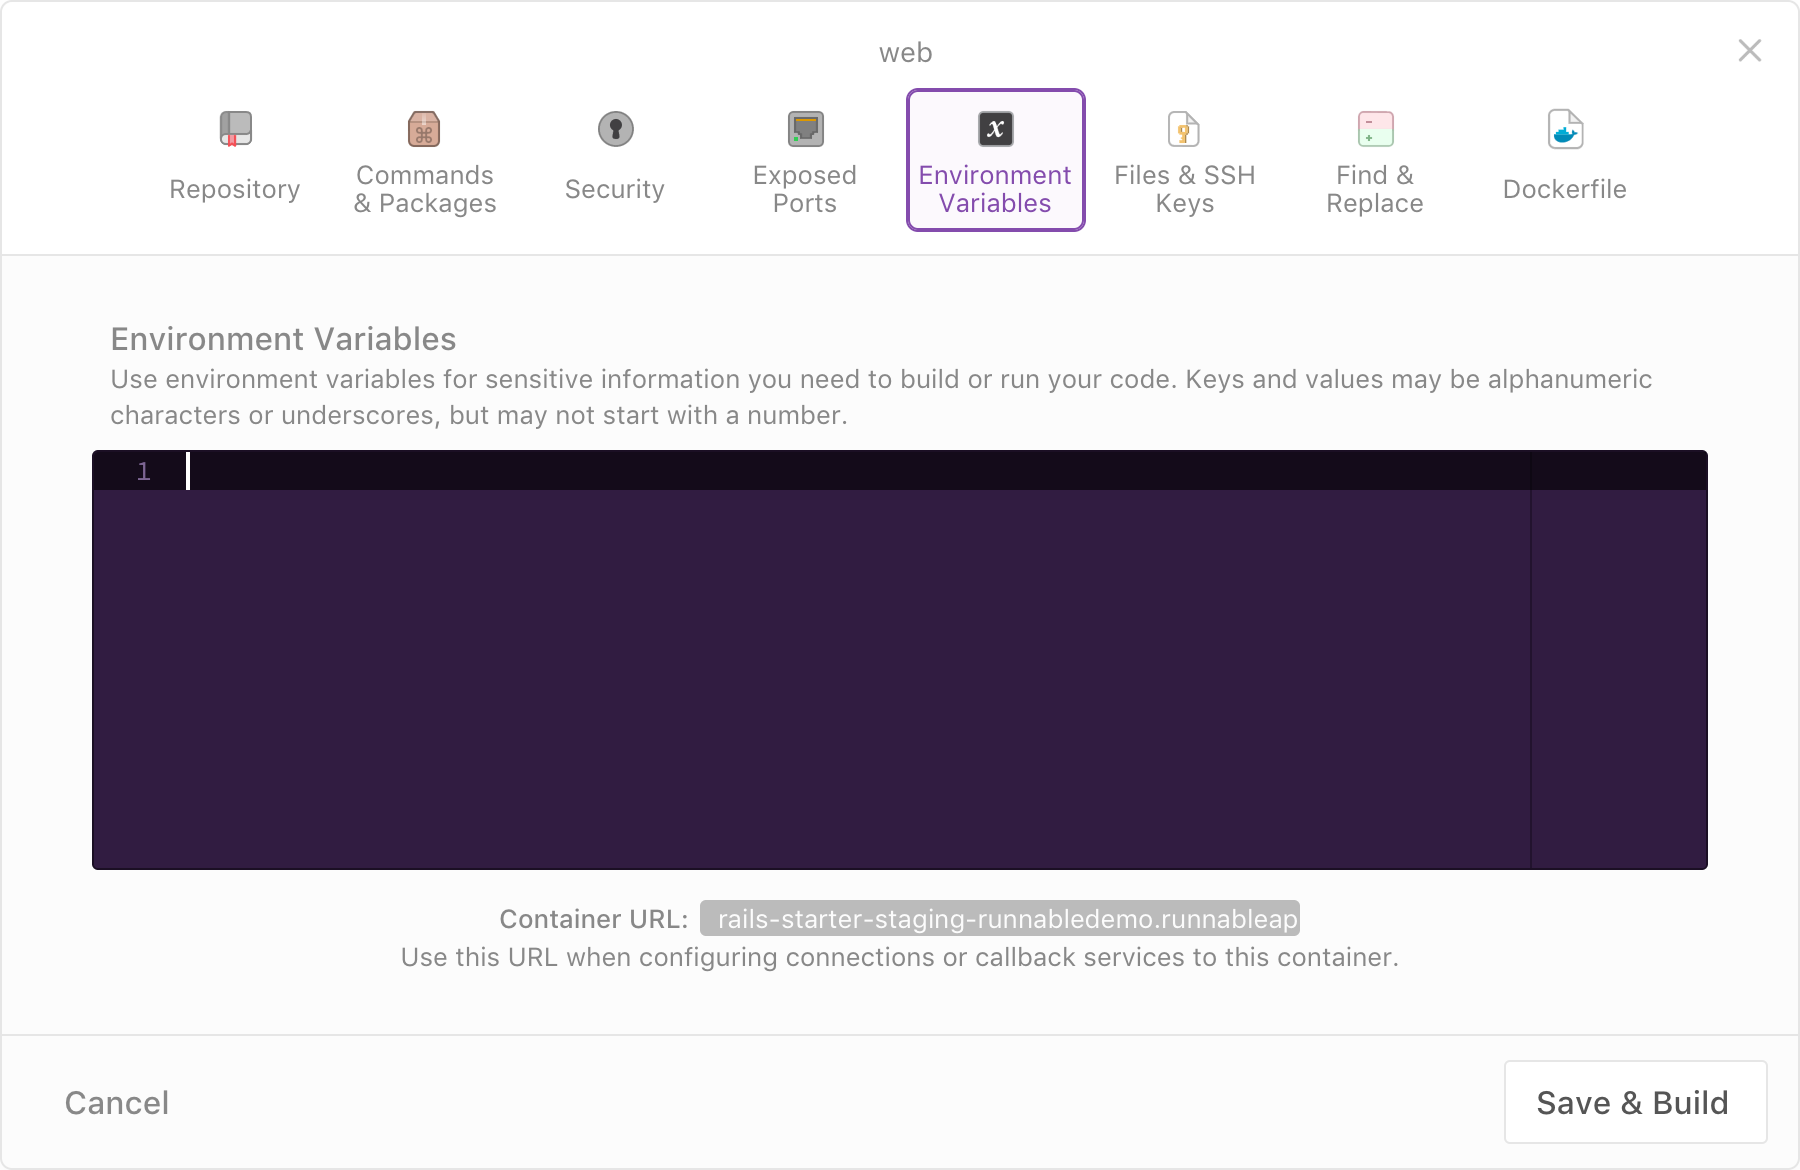 web
Repository
Commands
& Packages
Security
Exposed
Ports
x
Environment
Variables
Files & SSH
Keys
Find &
Replace
Dockerfile
Environment Variables
Use environment variables for sensitive information you need to build or run your code. Keys and values may be alphanumeric
characters or underscores, but may not start with a number.
1
Container URL: rails-starter-staging-runnabledemo.runnableap
Use this URL when configuring connections or callback services to this container.
Cancel
Save & Build